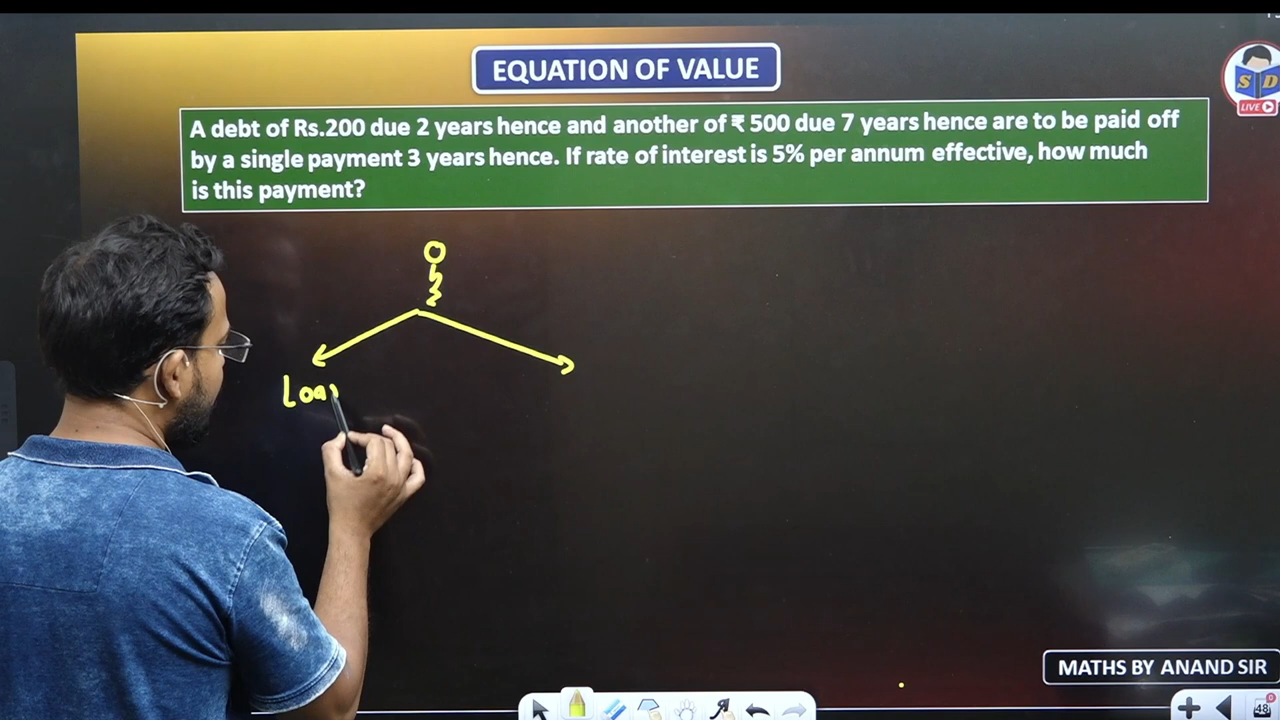 EQUATION OF VALUE
S D
LIVE
A debt of Rs.200 due 2 years hence and another of ₹ 500 due 7 years hence are to be paid off
by a single payment 3 years hence. If rate of interest is 5% per annum effective, how much
is this payment?
O
Loa
MATHS BY ANAND SIR
48